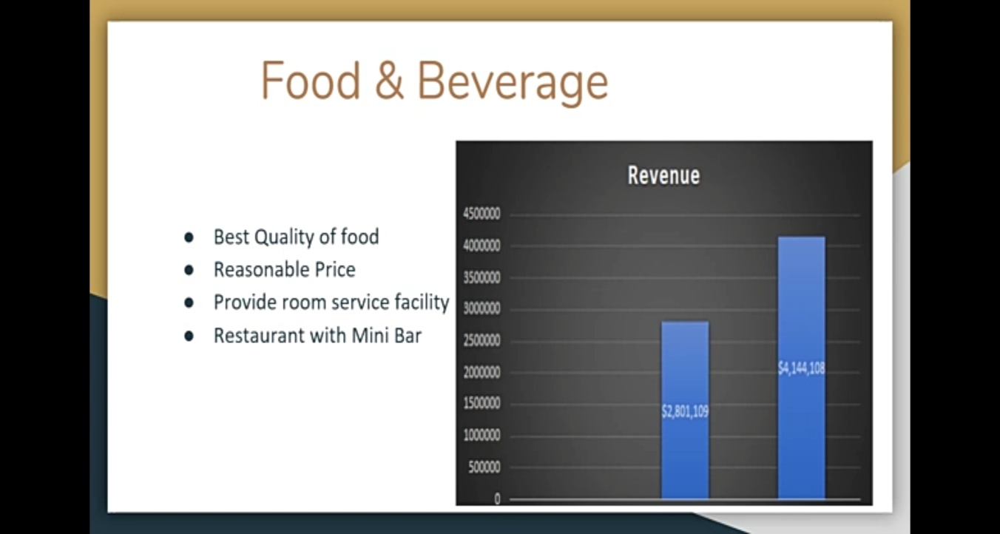 Food & Beverage
● Best Quality of food
● Reasonable Price
● Provide room service facility
● Restaurant with Mini Bar
Revenue
4500000
4000000
3500000
3000000
2500000
2000000
1500000
1000000
500000
0
$2,801,109
$4,144,108